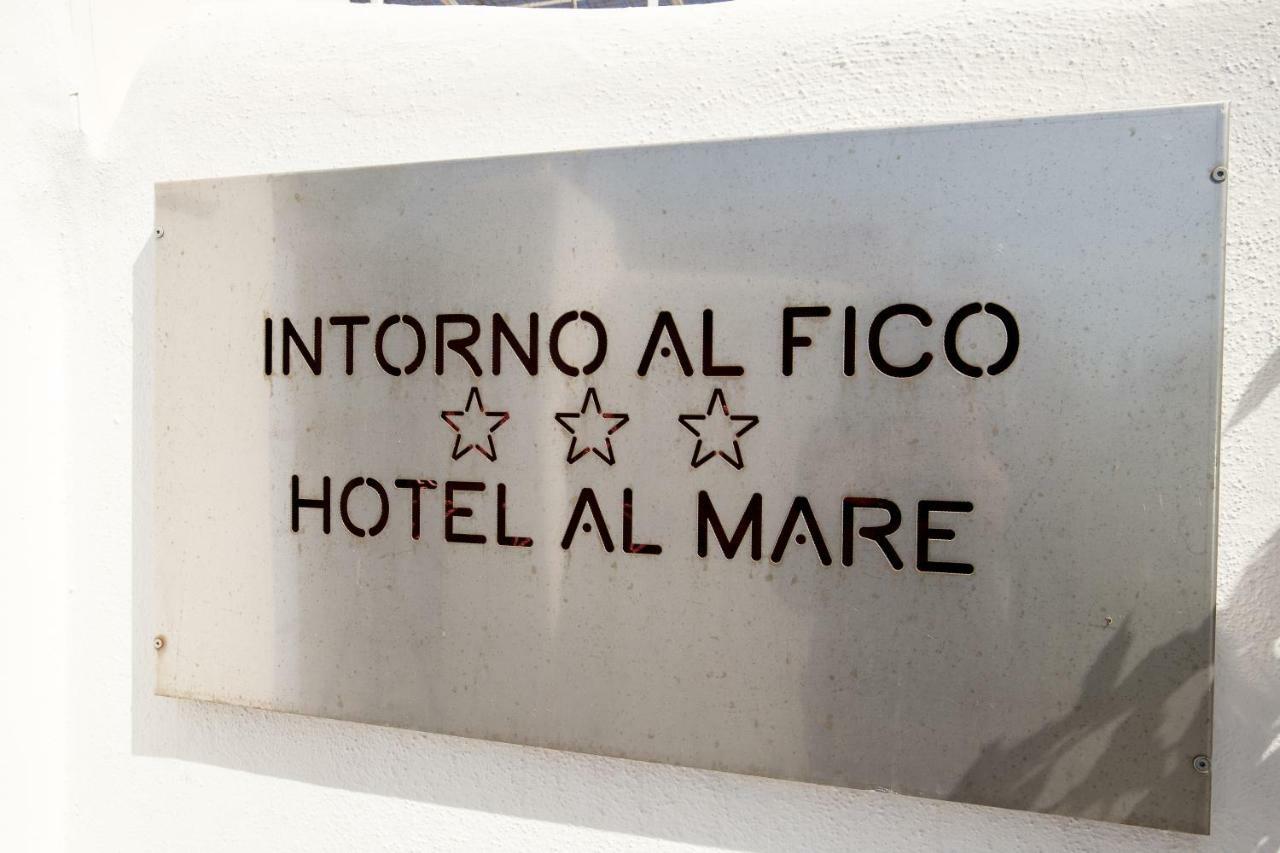 INTORNO AL FICO
☆ ☆ ☆
HOTEL AL MARE